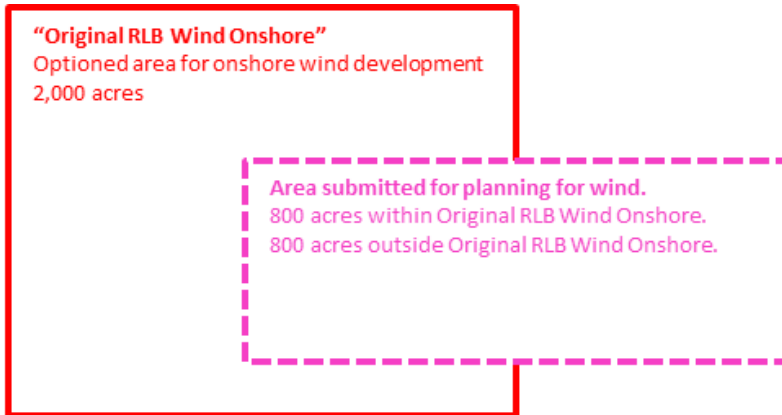 “Original RLB Wind Onshore”
Optioned area for onshore wind development
2,000 acres
Area submitted for planning for wind.
800 acres within Original RLB Wind Onshore.
800 acres outside Original RLB Wind Onshore.